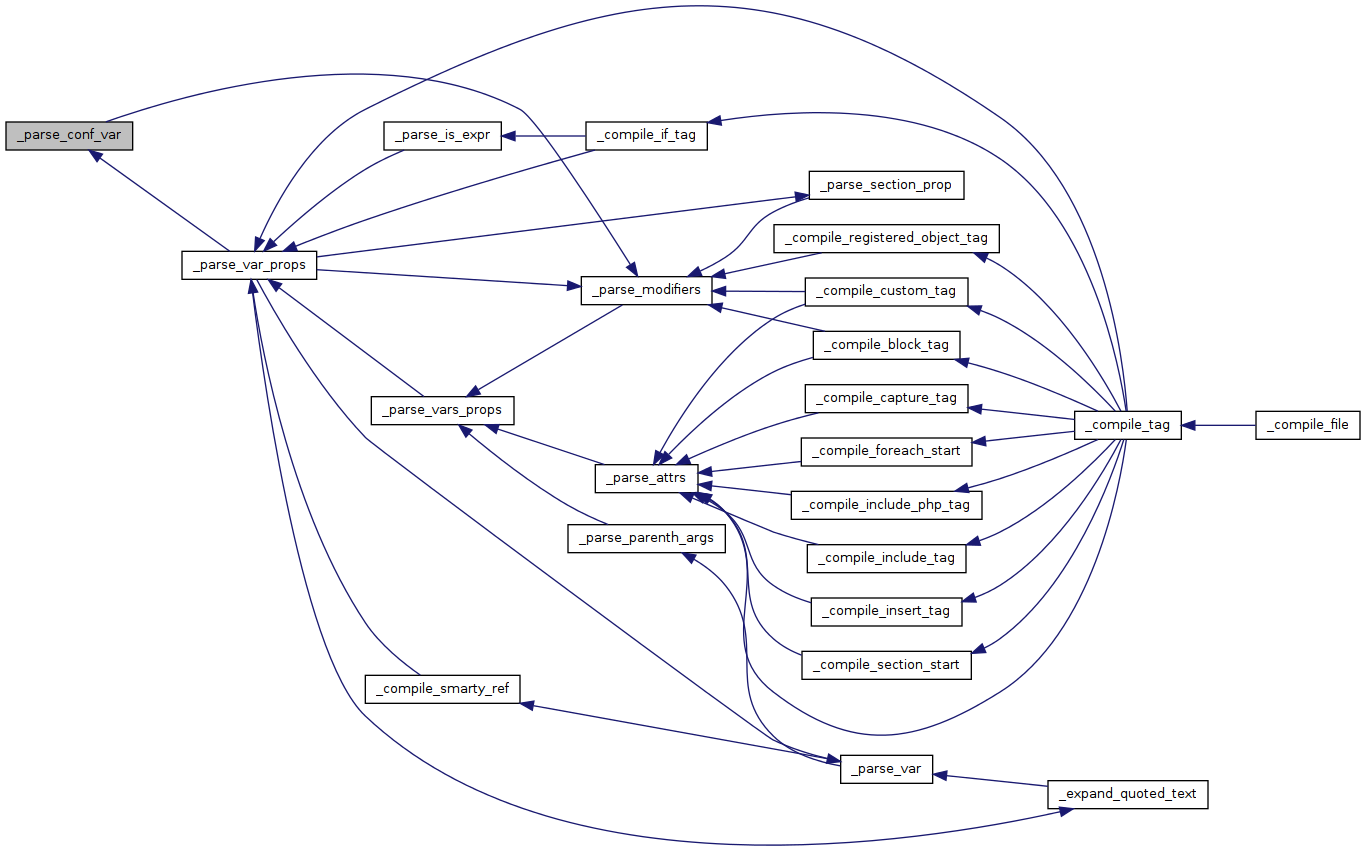 _parse_conf_var
_parse_is_expr
_compile_if_tag
_parse_section_prop
_compile_registered_object_tag
_parse_var_props
_parse_modifiers
_compile_custom_tag
_compile_block_tag
_compile_capture_tag
_parse_vars_props
_compile_tag
_compile_file
_compile_foreach_start
_parse_attrs
_compile_include_php_tag
_parse_parenth_args
_compile_include_tag
_compile_insert_tag
_compile_section_start
_compile_smarty_ref
_parse_var
_expand_quoted_text